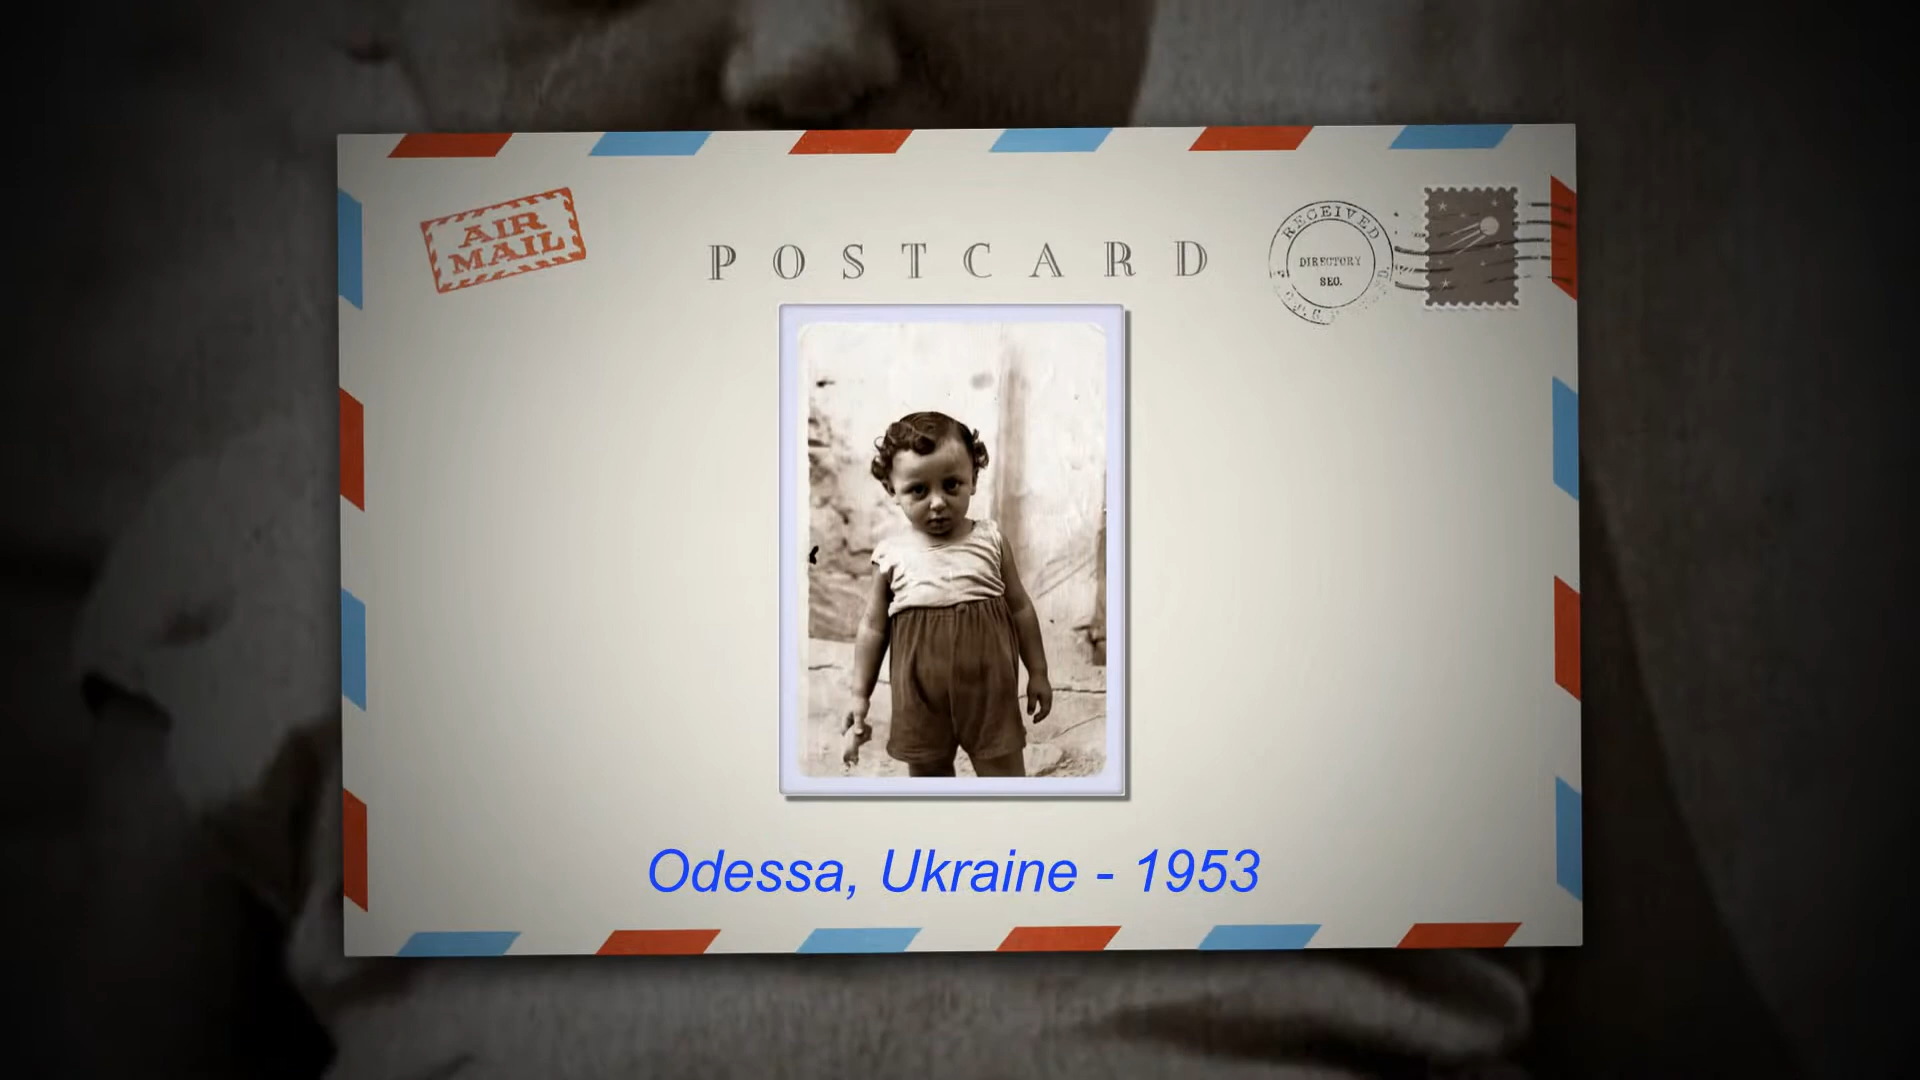 AIR
MAIL
POSTCARD
RECEIVED
DIRECTORY
SEO.
Odessa, Ukraine - 1953